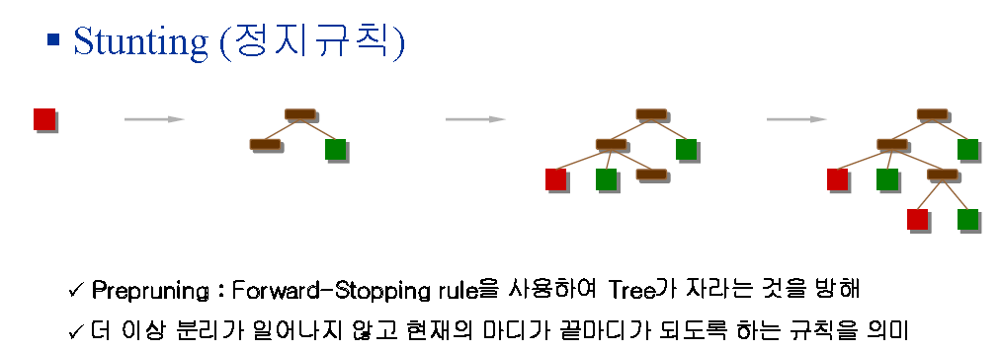 ▪ Stunting (정지규칙)
✓ Prepruning : Forward-Stopping rule을 사용하여 Tree가 자라는 것을 방해
✓ 더 이상 분리가 일어나지 않고 현재의 마디가 끝마디가 되도록 하는 규칙을 의미